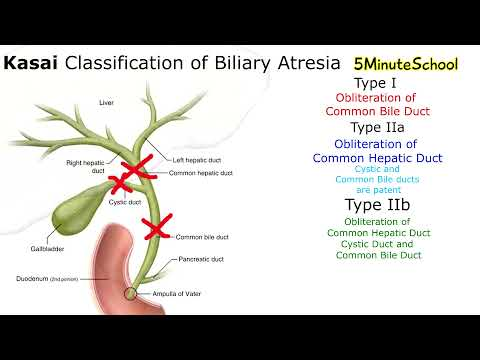 Kasai Classification of Biliary Atresia 5MinuteSchool
Type I
Obliteration of
Common Bile Duct
Type IIa
Obliteration of
Common Hepatic Duct
Cystic and
Common Bile ducts
are patent
Type IIb
Obliteration of
Common Hepatic Duct
Cystic Duct and
Common Bile Duct
Liver
Right hepatic
duct
Left hepatic duct
Common hepatic duct
Cystic duct
Gallbladder
Common bile duct
Pancreatic duct
Duodenum (2nd portion)
Ampulla of Vater